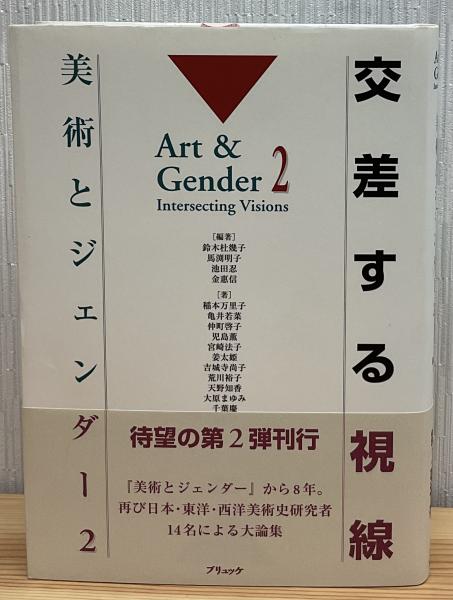 交差する視線
美術とジェンダー2
Art &
Gender 2
Intersecting Visions
［編著］
鈴木杜幾子
馬渕明子
池田忍
金惠信
［著］
稲本万里子
亀井若菜
仲町啓子
児島薫
宮崎法子
姜太姫
吉城寺尚子
荒川裕子
天野知香
大原まゆみ
千葉慶
待望の第2弾刊行
『美術とジェンダー』から8年。
再び日本・東洋・西洋美術史研究者
14名による大論集
ブリュッケ